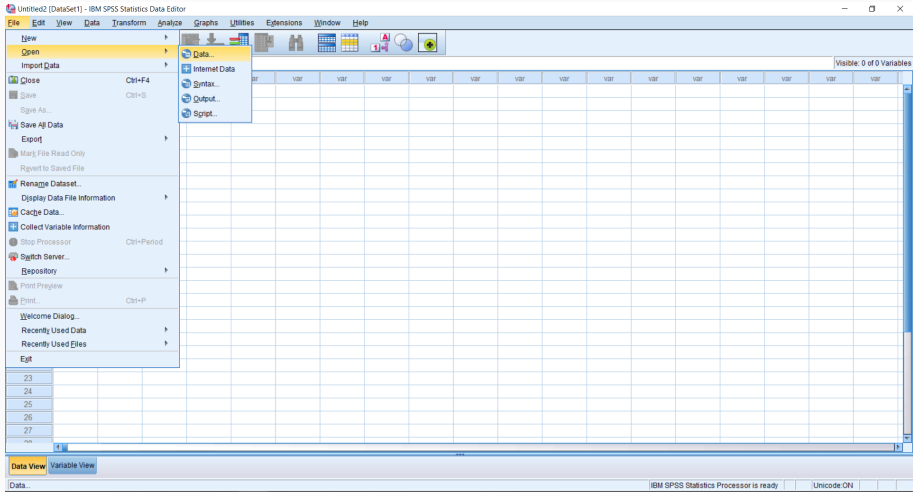 Untitled2 [DataSet1] - IBM SPSS Statistics Data Editor
File Edit View Data Transform Analyze Graphs Utilities Extensions Window Help
New
Open
Import Data
Close Ctrl+F4
Save Ctrl+S
Save As...
Save All Data
Export
Mark File Read Only
Revert to Saved File
Rename Dataset...
Display Data File Information
Cache Data...
Collect Variable Information
Stop Processor Ctrl+Period
Switch Server...
Repository
Print Preview
Print... Ctrl+P
Welcome Dialog...
Recently Used Data
Recently Used Files
Exit
Data...
Internet Data
Syntax...
Output...
Script...
Visible: 0 of 0 Variables
var var var var var var var var var var var var var var
23
24
25
26
27
Data View Variable View
Data... IBM SPSS Statistics Processor is ready Unicode:ON